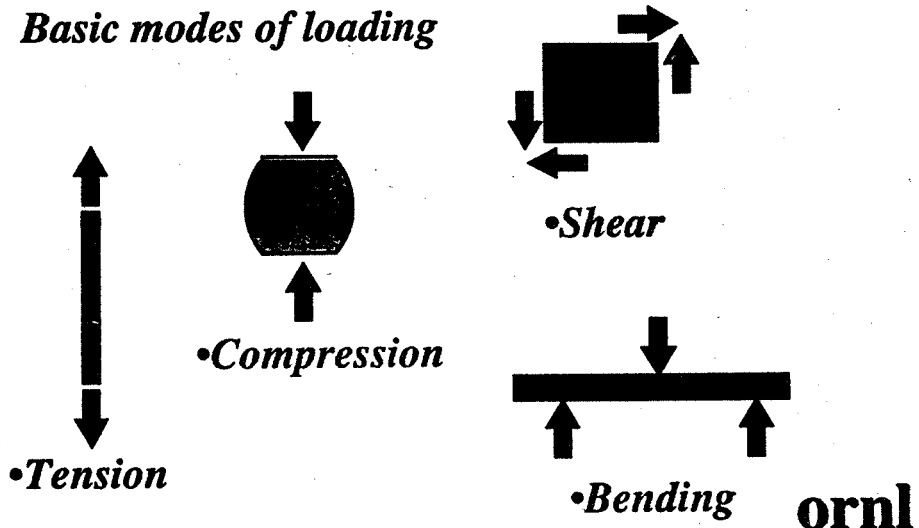 Basic modes of loading
•Shear
•Compression
•Tension
•Bending
ornl